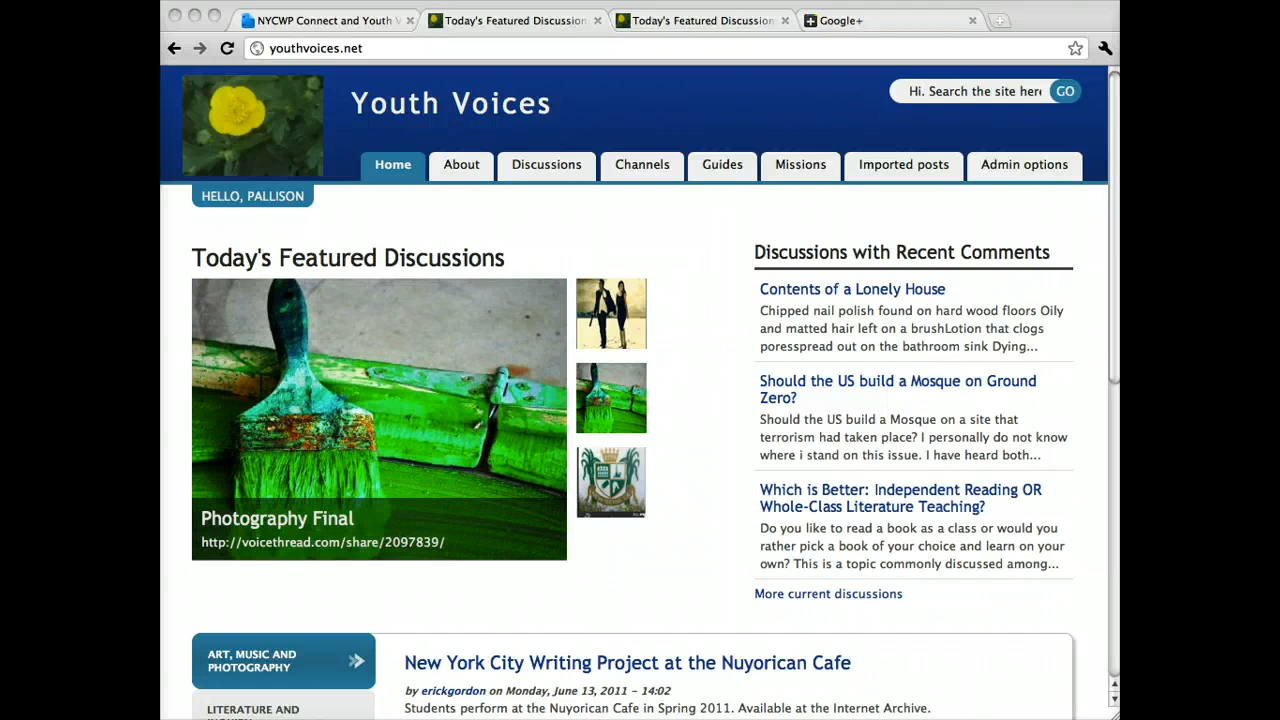 NYCWP Connect and Youth V
Today's Featured Discussion
Today's Featured Discussion
Google+
youthvoices.net
Youth Voices
Hi. Search the site here
GO
Home
About
Discussions
Channels
Guides
Missions
Imported posts
Admin options
HELLO, PALLISON
Today's Featured Discussions
Photography Final
http://voicethread.com/share/2097839/
Discussions with Recent Comments
Contents of a Lonely House
Chipped nail polish found on hard wood floors Oily
and matted hair left on a brushLotion that clogs
poresspread out on the bathroom sink Dying...
Should the US build a Mosque on Ground
Zero?
Should the US build a Mosque on a site that
terrorism had taken place? I personally do not know
where i stand on this issue. I have heard both...
Which is Better: Independent Reading OR
Whole-Class Literature Teaching?
Do you like to read a book as a class or would you
rather pick a book of your choice and learn on your
own? This is a topic commonly discussed among...
More current discussions
ART, MUSIC AND
PHOTOGRAPHY
LITERATURE AND
New York City Writing Project at the Nuyorican Cafe
by erickgordon on Monday, June 13, 2011 - 14:02
Students perform at the Nuyorican Cafe in Spring 2011. Available at the Internet Archive.